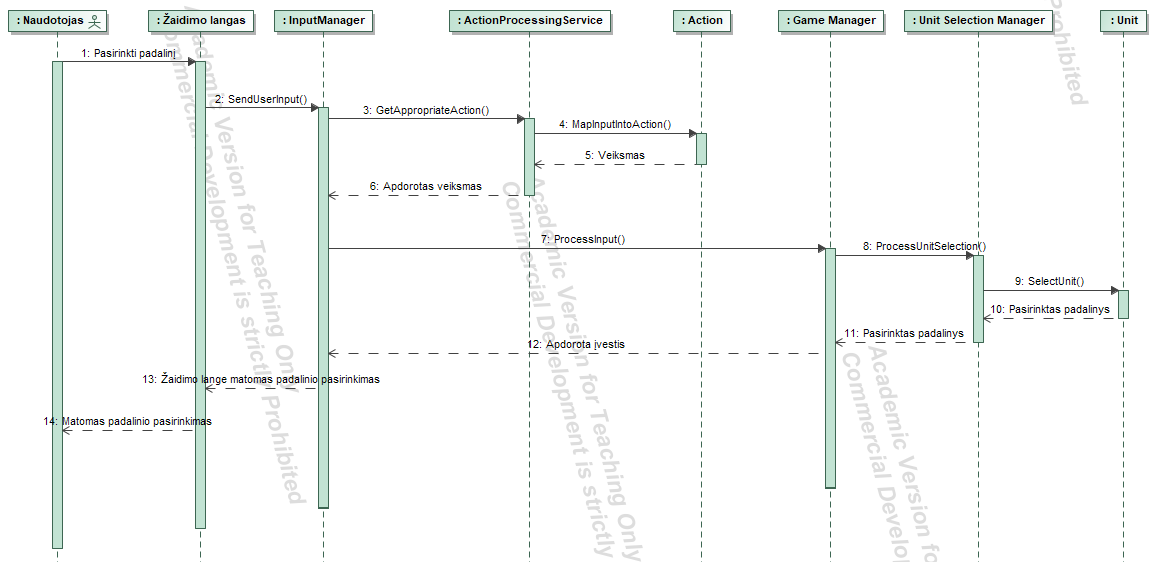 : Naudotojas
: Žaidimo langas
: InputManager
: ActionProcessingService
: Action
: Game Manager
: Unit Selection Manager
: Unit
1: Pasirinkti padalinį
2: SendUserInput()
3: GetAppropriateAction()
4: MapInputIntoAction()
5: Veiksmas
6: Apdorotas veiksmas
7: ProcessInput()
8: ProcessUnitSelection()
9: SelectUnit()
10: Pasirinktas padalinys
11: Pasirinktas padalinys
12: Apdorota įvestis
13: Žaidimo lange matomas padalinio pasirinkimas
14: Matomas padalinio pasirinkimas
Academic Version for Teaching Only
Commercial Development is strictly Prohibited
Academic Version for Teaching Only
Commercial Development is strictly
Academic Version fo
Commercial Develop
Prohibited